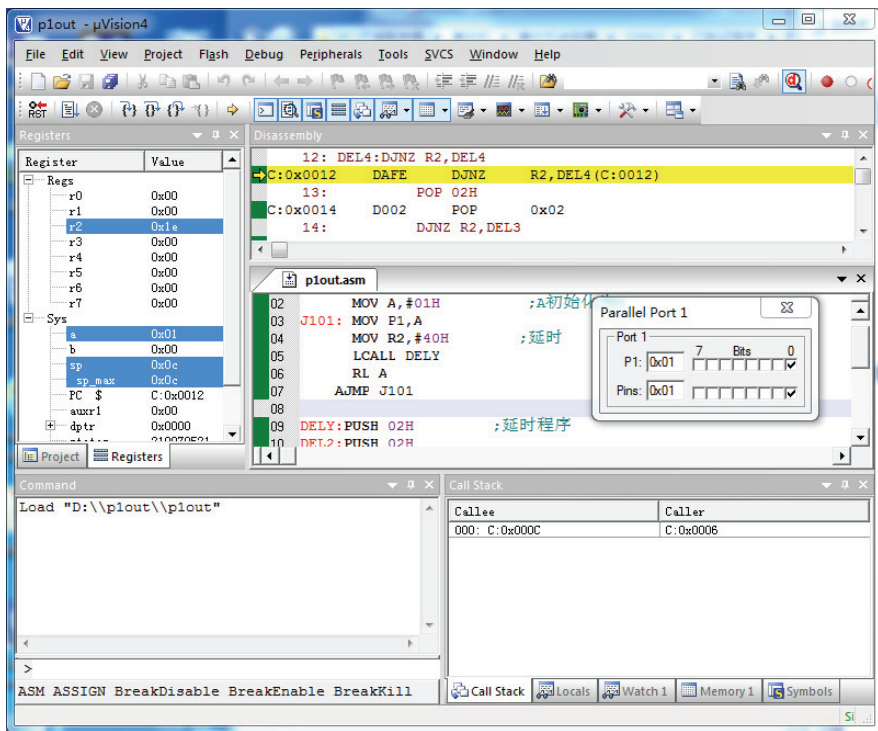 p1out - µVision4
File Edit View Project Flash Debug Peripherals Tools SVCS Window Help
RST
Registers
Register Value
Regs
r0 0x00
r1 0x00
r2 0x1e
r3 0x00
r4 0x00
r5 0x00
r6 0x00
r7 0x00
Sys
a 0x01
b 0x00
sp 0x0c
sp_max 0x0c
PC $ C:0x0012
auxr1 0x00
dptr 0x0000
Project Registers
Disassembly
12: DEL4:DJNZ R2,DEL4
C:0x0012 DAFE DJNZ R2,DEL4(C:0012)
13: POP 02H
C:0x0014 D002 POP 0x02
14: DJNZ R2,DEL3
p1out.asm
02 MOV A,#01H ;A初始化
03 J101: MOV P1,A
04 MOV R2,#40H ;延时
05 LCALL DELY
06 RL A
07 AJMP J101
08
09 DELY:PUSH 02H ;延时程序
10 DEL2:PUSH 02H
Parallel Port 1
Port 1
7 Bits 0
P1: 0x01
Pins: 0x01
Command
Load "D:\\p1out\\p1out"
>
ASM ASSIGN BreakDisable BreakEnable BreakKill
Call Stack
Callee Caller
000: C:0x000C C:0x0006
Call Stack Locals Watch 1 Memory 1 Symbols
Si